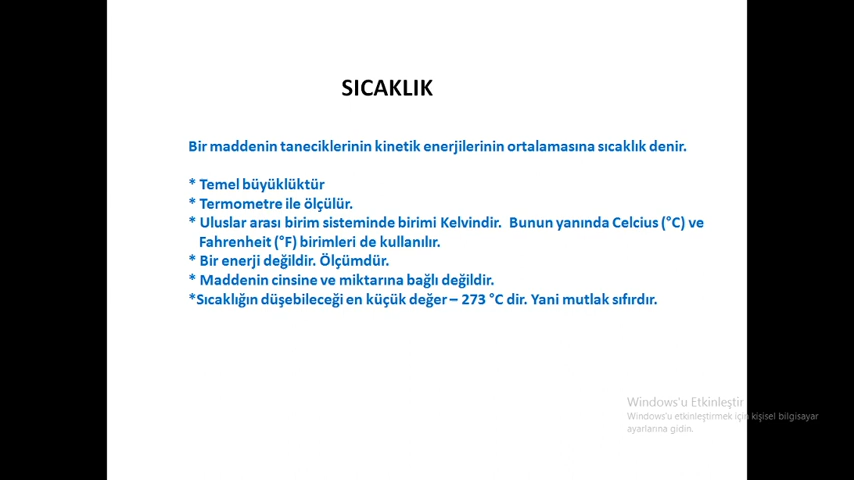 SICAKLIK
Bir maddenin taneciklerinin kinetik enerjilerinin ortalamasına sıcaklık denir.
* Temel büyüklüktür
* Termometre ile ölçülür.
* Uluslar arası birim sisteminde birimi Kelvindir. Bunun yanında Celcius (°C) ve
Fahrenheit (°F) birimleri de kullanılır.
* Bir enerji değildir. Ölçümdür.
* Maddenin cinsine ve miktarına bağlı değildir.
*Sıcaklığın düşebileceği en küçük değer – 273 °C dir. Yani mutlak sıfırdır.
Windows'u Etkinleştir
Windows'u etkinleştirmek için kişisel bilgisayar
ayarlarına gidin.